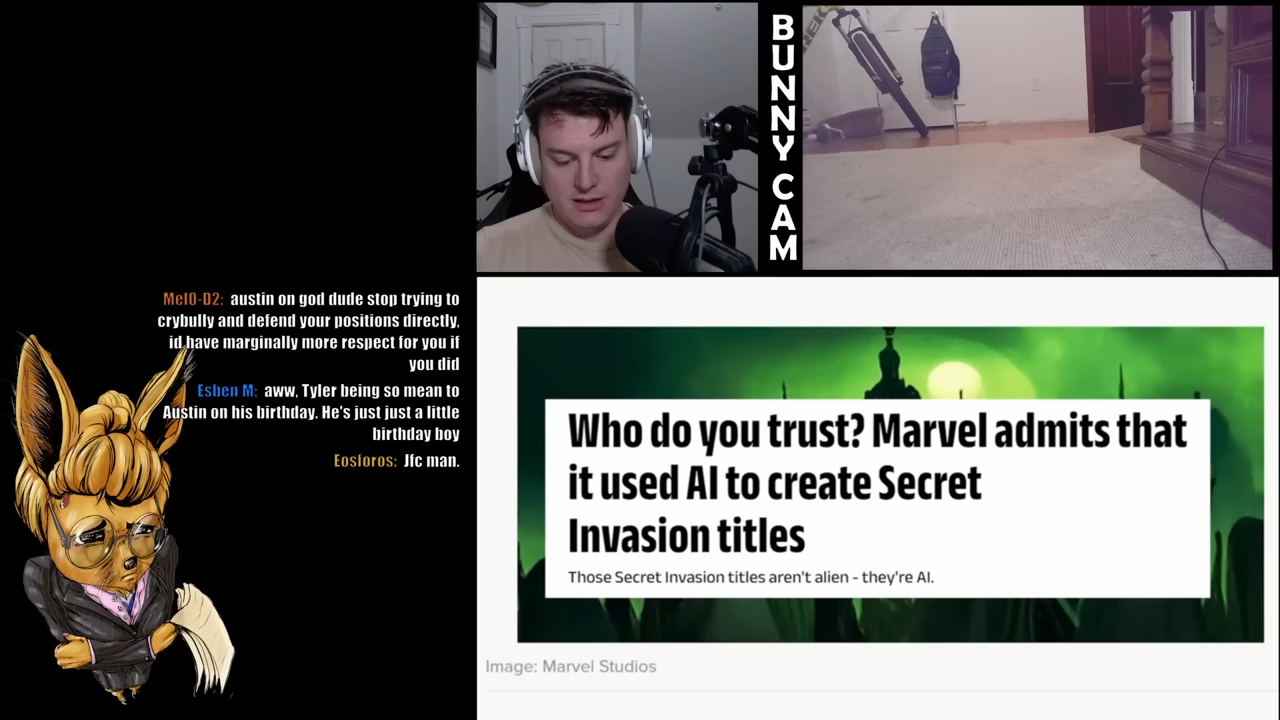 BUNNY CAM
Mel0-D2: austin on god dude stop trying to
crybully and defend your positions directly,
id have marginally more respect for you if
you did
Esben M: aww, Tyler being so mean to
Austin on his birthday. He's just just a little
birthday boy
Eosforos: Jfc man.
Who do you trust? Marvel admits that
it used AI to create Secret
Invasion titles
Those Secret Invasion titles aren't alien - they're AI.
Image: Marvel Studios